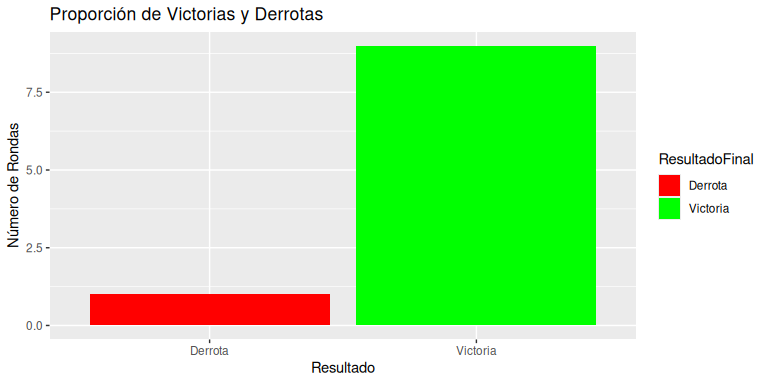 Proporción de Victorias y Derrotas
Número de Rondas
7.5
5.0
2.5
0.0
Derrota
Victoria
Resultado
ResultadoFinal
Derrota
Victoria